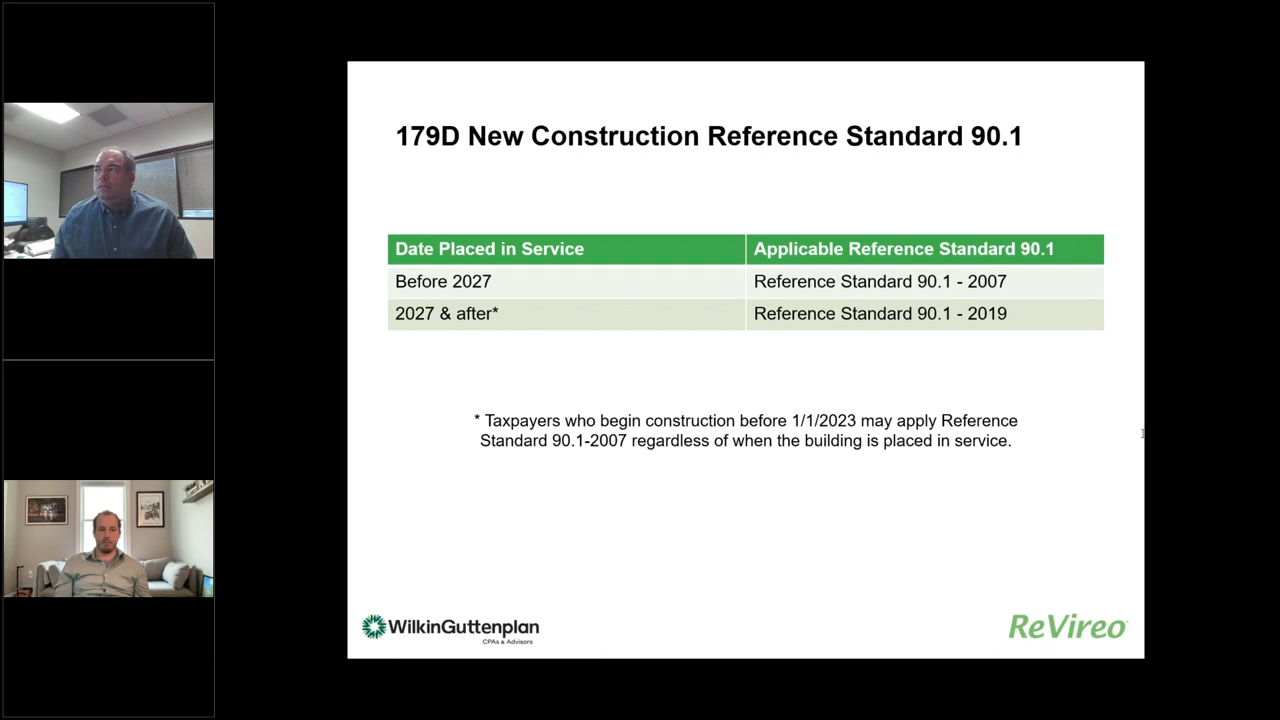 179D New Construction Reference Standard 90.1
Date Placed in Service
Applicable Reference Standard 90.1
Before 2027
Reference Standard 90.1 - 2007
2027 & after*
Reference Standard 90.1 - 2019
* Taxpayers who begin construction before 1/1/2023 may apply Reference
Standard 90.1-2007 regardless of when the building is placed in service.
WilkinGuttenplan
CPAs & Advisors
ReVireo